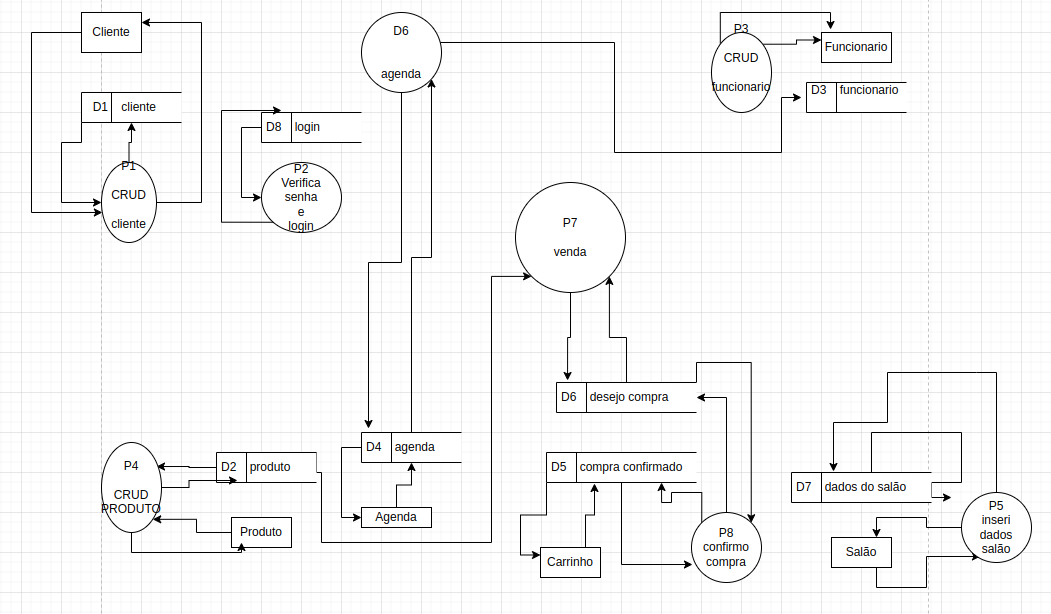 Cliente
D1 cliente
P1
CRUD
cliente
D8 login
P2
Verifica
senha
e
login
D6
agenda
P3
CRUD
funcionario
Funcionario
D3 funcionario
P7
venda
D6 desejo compra
D4 agenda
Agenda
P4
CRUD
PRODUTO
D2 produto
Produto
D5 compra confirmado
Carrinho
P8
confirmo
compra
D7 dados do salão
Salão
P5
inseri
dados
salão